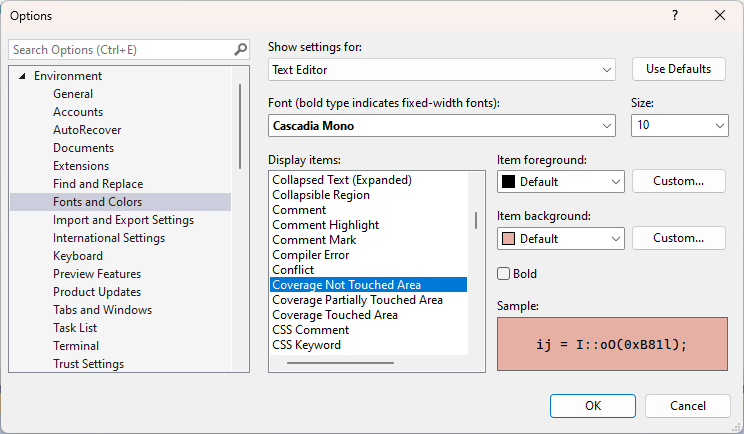 Options
?
Search Options (Ctrl+E)
Environment
General
Accounts
AutoRecover
Documents
Extensions
Find and Replace
Fonts and Colors
Import and Export Settings
International Settings
Keyboard
Preview Features
Product Updates
Tabs and Windows
Task List
Terminal
Trust Settings
Show settings for:
Text Editor
Use Defaults
Font (bold type indicates fixed-width fonts):
Cascadia Mono
Size:
10
Display items:
Collapsed Text (Expanded)
Collapsible Region
Comment
Comment Highlight
Comment Mark
Compiler Error
Conflict
Coverage Not Touched Area
Coverage Partially Touched Area
Coverage Touched Area
CSS Comment
CSS Keyword
Item foreground:
Default
Custom...
Item background:
Default
Custom...
Bold
Sample:
ij = I::oO(0xB81l);
OK
Cancel